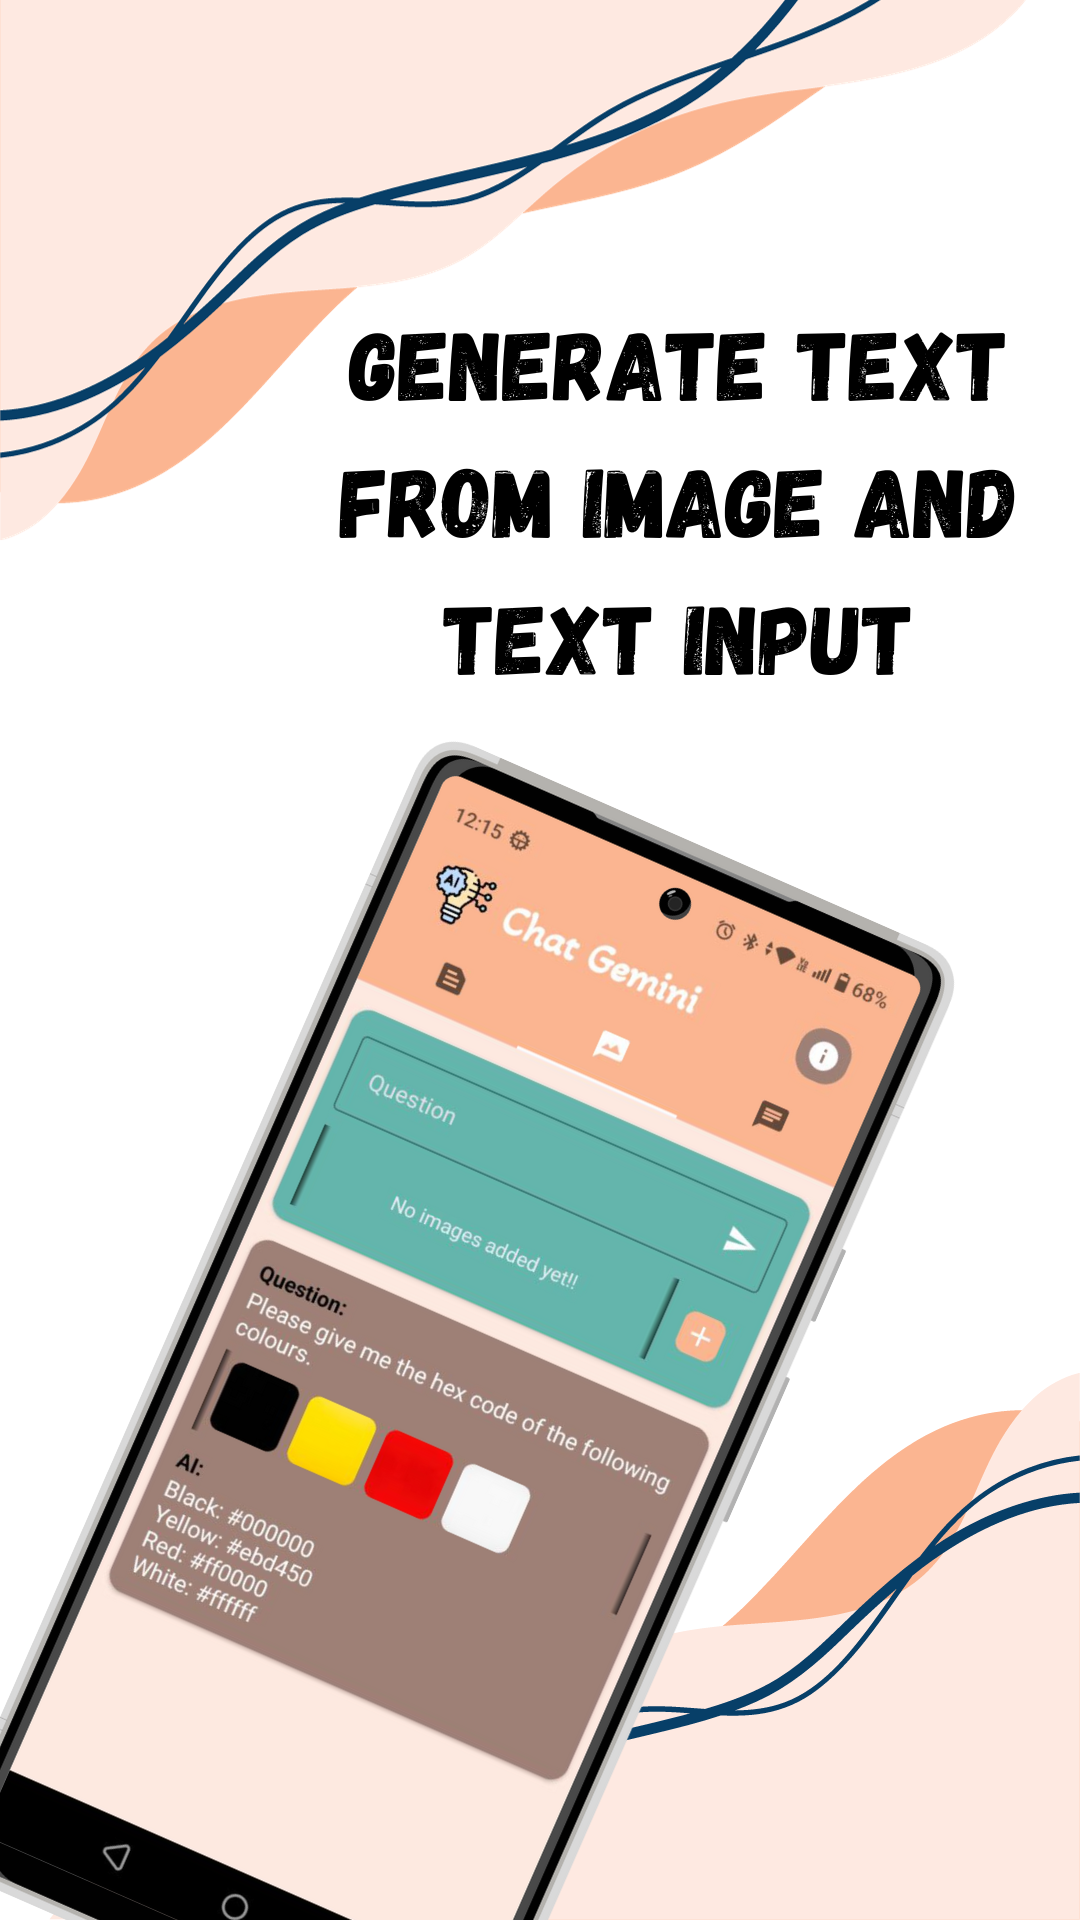 GENERATE TEXT
FROM IMAGE AND
TEXT INPUT
12:15
68%
AI
Chat Gemini
Question
No images added yet!!
Question:
Please give me the hex code of the following
colours.
AI:
Black: #000000
Yellow: #ebd450
Red: #ff0000
White: #ffffff